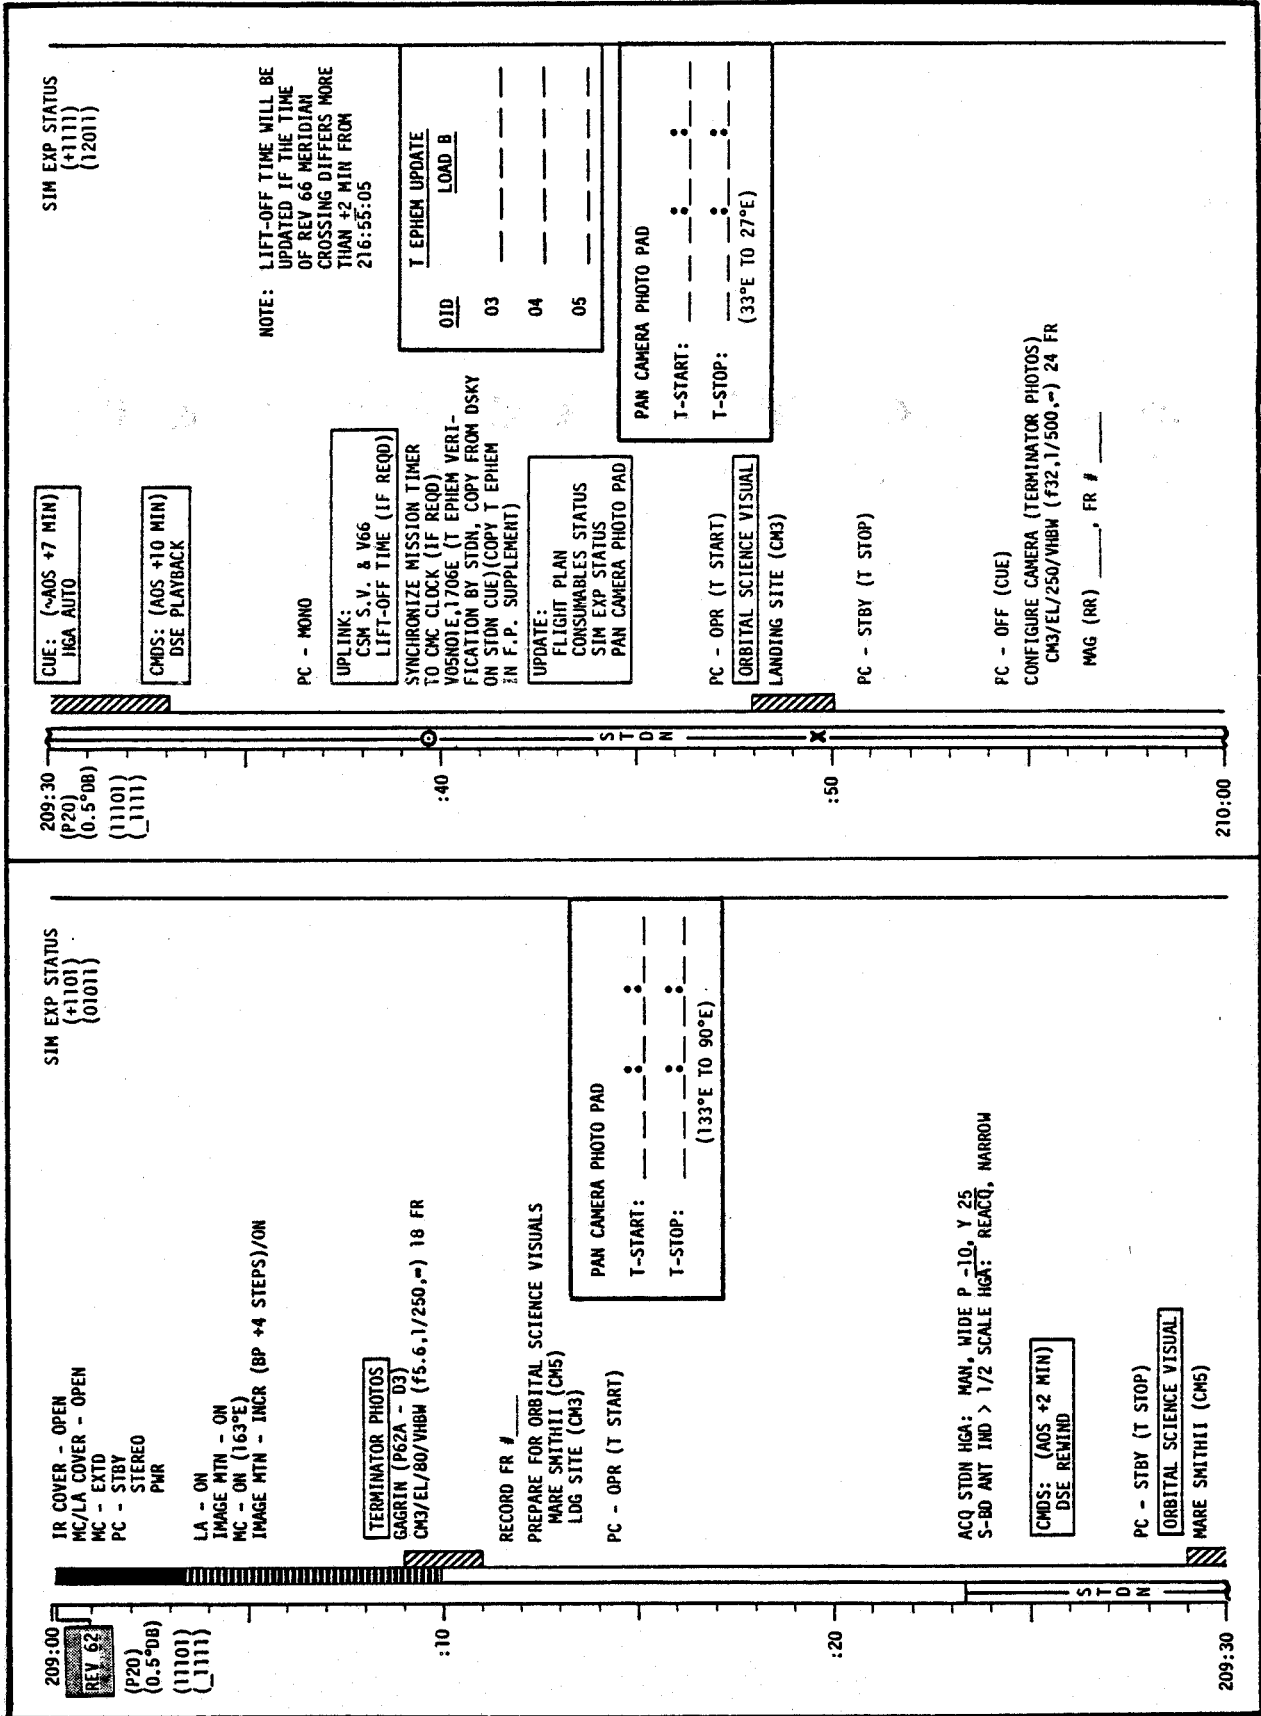 209:00
REV 62
(P20)
(0.5°DB)
(11101)
(_1111)
:10
:20
209:30
S
T
D
N
IR COVER - OPEN
MC/LA COVER - OPEN
MC - EXTD
PC - STBY
STEREO
PWR
LA - ON
IMAGE MTN - ON
MC - ON (163°E)
IMAGE MTN - INCR (BP +4 STEPS)/ON
TERMINATOR PHOTOS
GAGRIN (P62A - D3)
CM3/EL/80/VHBW (f5.6,1/250,∞) 18 FR
RECORD FR #____
PREPARE FOR ORBITAL SCIENCE VISUALS
MARE SMITHII (CM5)
LDG SITE (CM3)
PC - OPR (T START)
ACQ STDN HGA: MAN, WIDE P -10, Y 25
S-BD ANT IND > 1/2 SCALE HGA: REACQ, NARROW
CMDS: (AOS +2 MIN)
DSE REWIND
PC - STBY (T STOP)
ORBITAL SCIENCE VISUAL
MARE SMITHII (CM5)
SIM EXP STATUS
(+1101)
(01011)
PAN CAMERA PHOTO PAD
T-START: _ _ _:_ _:_ _
T-STOP: _ _ _:_ _:_ _
(133°E TO 90°E)
209:30
(P20)
(0.5°DB)
(11101)
(_1111)
:40
:50
210:00
S
T
D
N
CUE: (~AOS +7 MIN)
HGA AUTO
CMDS: (AOS +10 MIN)
DSE PLAYBACK
PC - MONO
UPLINK:
CSM S.V. & V66
LIFT-OFF TIME (IF REQD)
SYNCHRONIZE MISSION TIMER
TO CMC CLOCK (IF REQD)
V05N01E,1706E (T EPHEM VERI-
FICATION BY STDN, COPY FROM DSKY
ON STDN CUE)(COPY T EPHEM
IN F.P. SUPPLEMENT)
UPDATE:
FLIGHT PLAN
CONSUMABLES STATUS
SIM EXP STATUS
PAN CAMERA PHOTO PAD
PC - OPR (T START)
ORBITAL SCIENCE VISUAL
LANDING SITE (CM3)
PC - STBY (T STOP)
PC - OFF (CUE)
CONFIGURE CAMERA (TERMINATOR PHOTOS)
CM3/EL/250/VHBW (f32,1/500,∞) 24 FR
MAG (RR) ____, FR # ____
SIM EXP STATUS
(+1111)
(12011)
NOTE: LIFT-OFF TIME WILL BE
UPDATED IF THE TIME
OF REV 66 MERIDIAN
CROSSING DIFFERS MORE
THAN ±2 MIN FROM
216:55:05
T EPHEM UPDATE
OID LOAD B
03 _ _ _ _ _
04 _ _ _ _ _
05 _ _ _ _ _
PAN CAMERA PHOTO PAD
T-START: _ _ _:_ _:_ _
T-STOP: _ _ _:_ _:_ _
(33°E TO 27°E)